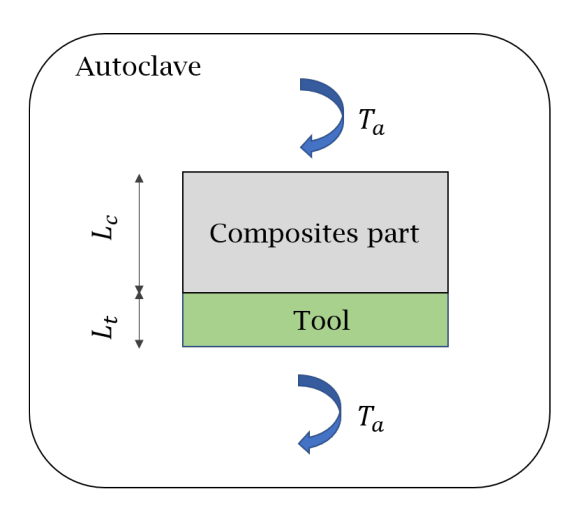 Autoclave
T_a
L_c
Composites part
L_t
Tool
T_a